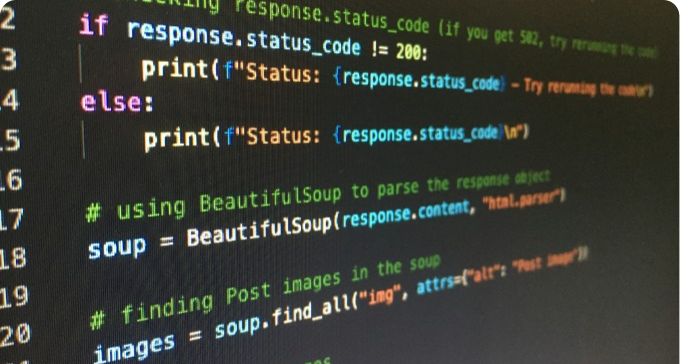 response.status_code (if you get 502, try rerunning the code)
2 if response.status_code != 200:
3 print(f"Status: {response.status_code} - Try rerunning the code\n")
4 else:
5 print(f"Status: {response.status_code}\n")
16
17 # using BeautifulSoup to parse the response object
18 soup = BeautifulSoup(response.content, "html.parser")
19
20 # finding Post images in the soup
images = soup.find_all("img", attrs={"alt": "Post image"})